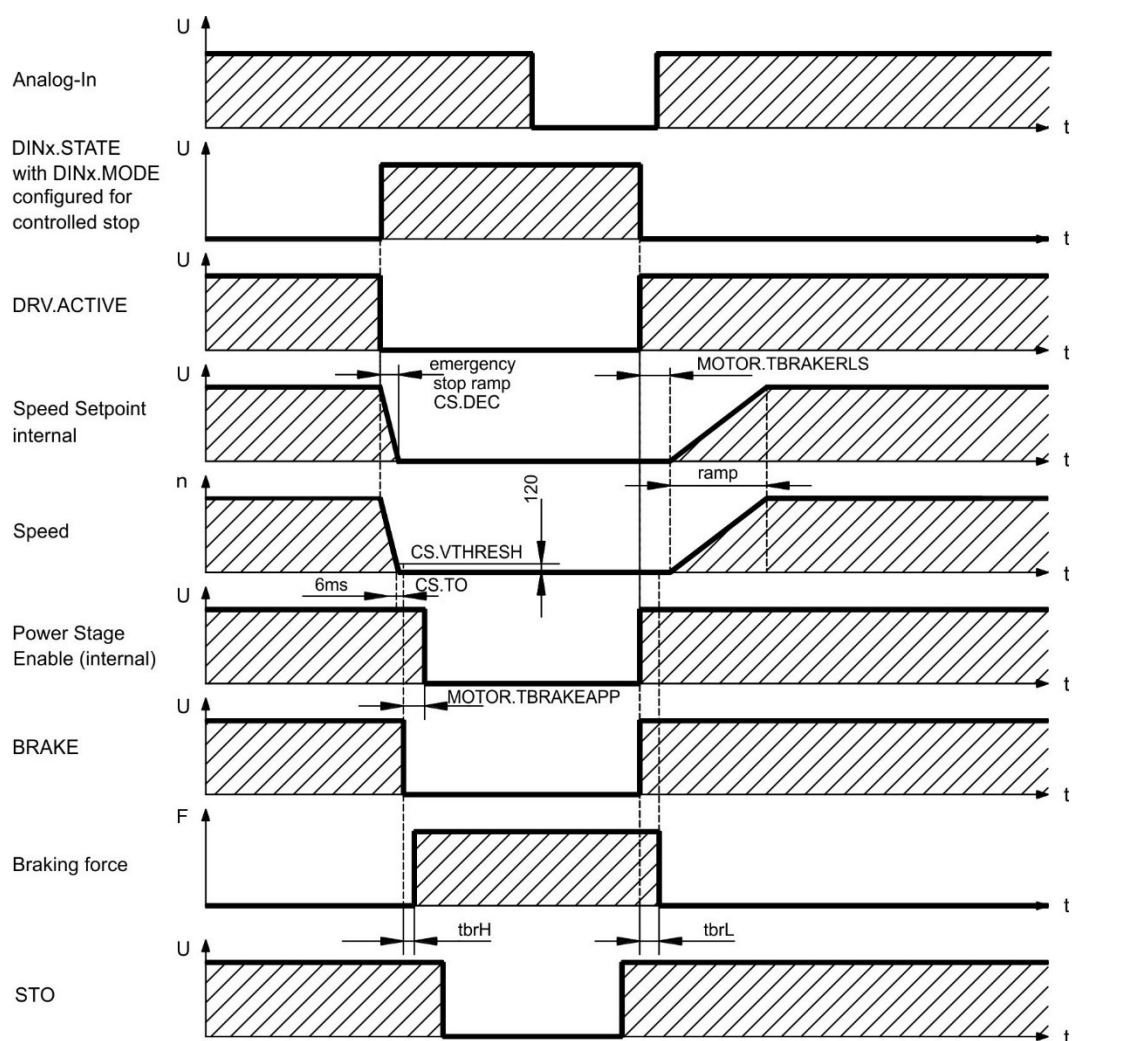 U
Analog-In
t
DINx.STATE
with DINx.MODE
configured for
controlled stop
U
t
U
DRV.ACTIVE
t
emergency
stop ramp
CS.DEC
MOTOR.TBRAKERLS
U
Speed Setpoint
internal
t
ramp
n
120
Speed
CS.VTHRESH
t
6ms
CS.TO
U
Power Stage
Enable (internal)
t
MOTOR.TBRAKEAPP
U
BRAKE
t
F
Braking force
t
tbrH
tbrL
U
STO
t